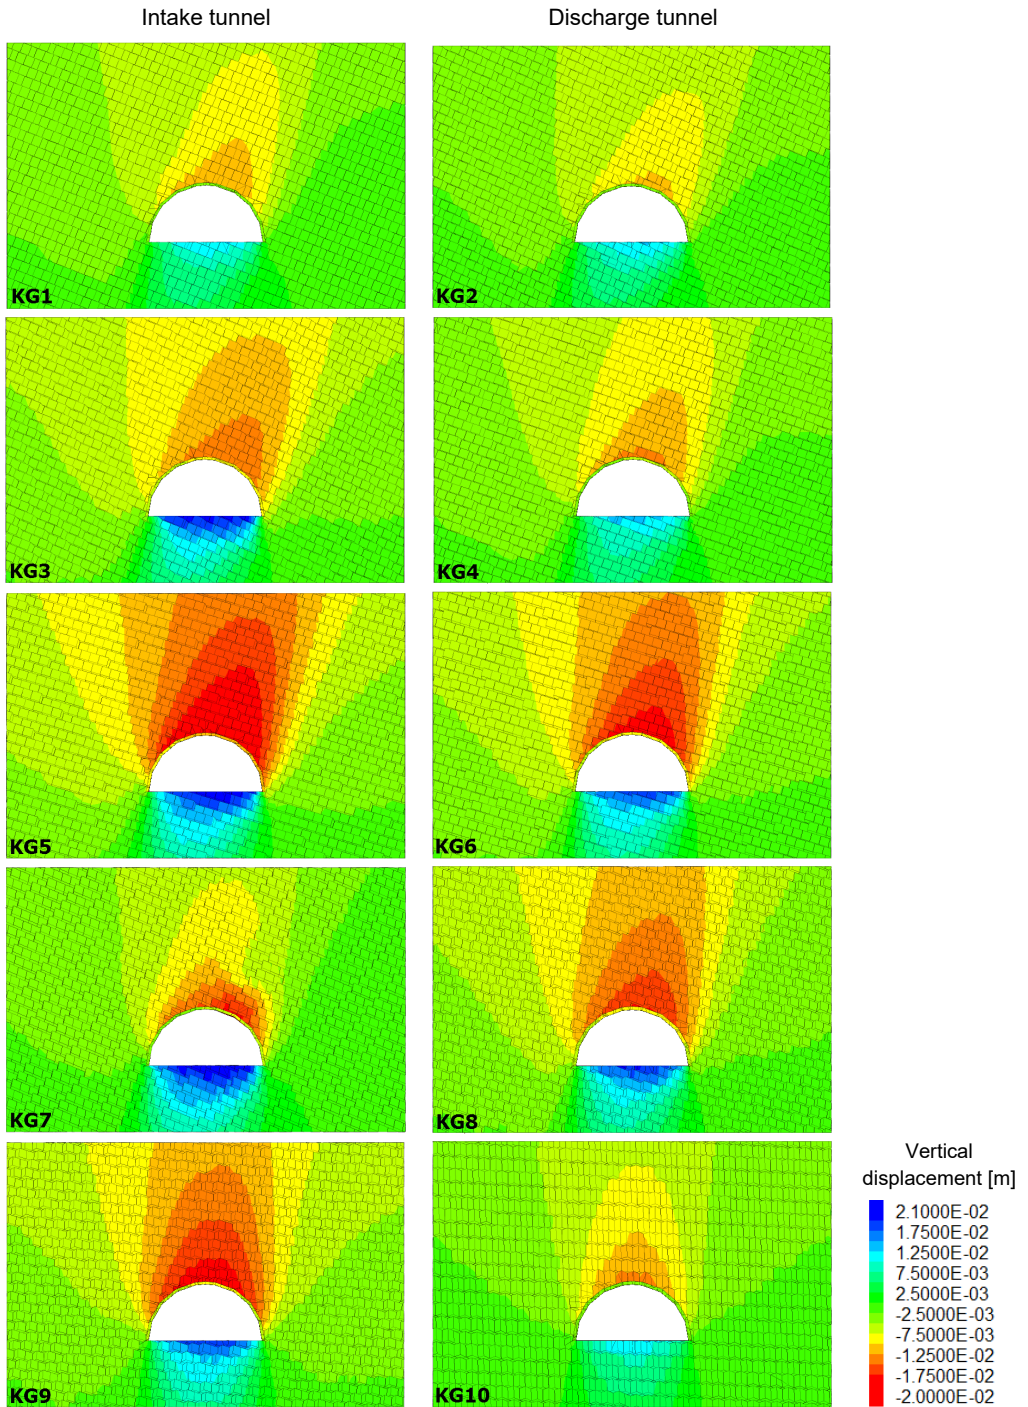 Intake tunnel
Discharge tunnel
KG1
KG2
KG3
KG4
KG5
KG6
KG7
KG8
KG9
KG10
Vertical
displacement [m]
2.1000E-02
1.7500E-02
1.2500E-02
7.5000E-03
2.5000E-03
-2.5000E-03
-7.5000E-03
-1.2500E-02
-1.7500E-02
-2.0000E-02